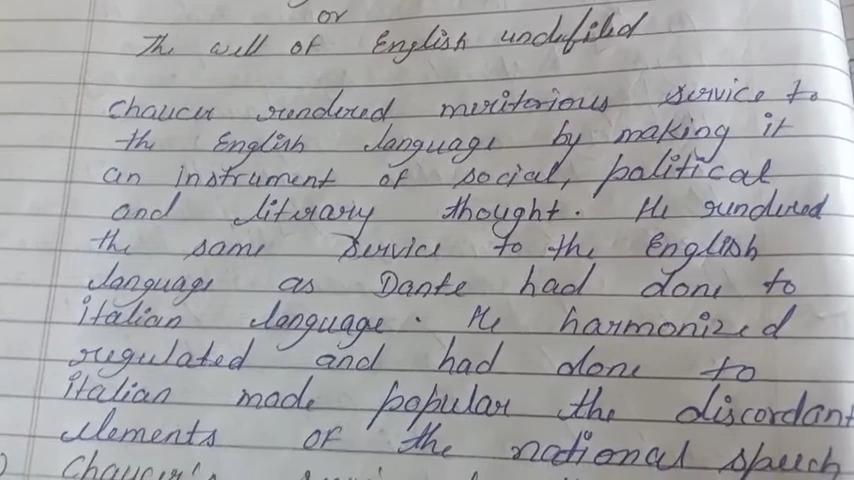 or
The well of English undefiled
Chaucer rendered meritorious service to
the English language by making it
an instrument of social, political
and literary thought. He rendered
the same service to the English
language as Dante had done to
italian language. He harmonized
regulated and had done to
italian made popular the discordant
elements of the national speech
Chaucer's